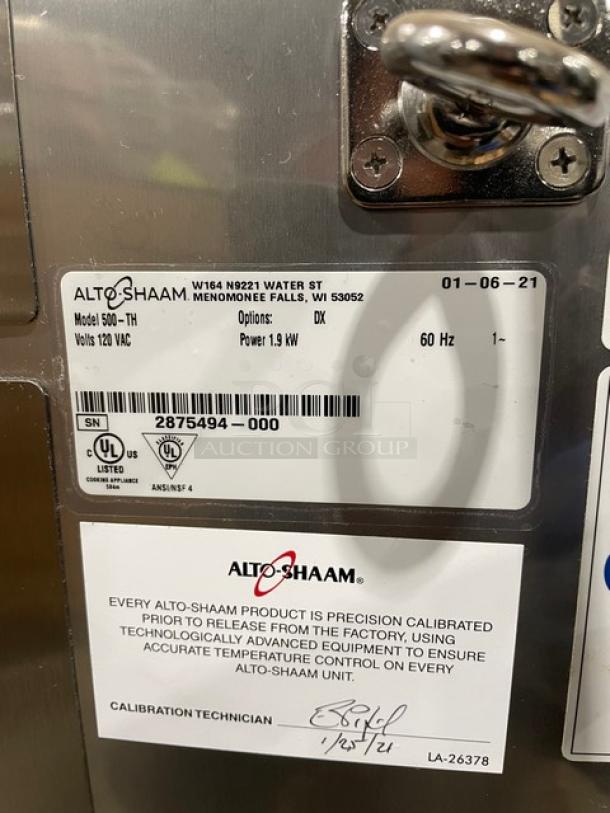 ALTO-SHAAM. W164 N9221 WATER ST MENOMONEE FALLS, WI 53052 01-06-21
Model 500-TH Options: DX
Volts 120 VAC Power 1.9 kW 60 Hz 1~
SN 2875494-000
C UL US
LISTED
COOKING APPLIANCE
CLASSIFIED
UL
EPH
ANSI/NSF 4
AUCTION GROUP
ALTO-SHAAM®
EVERY ALTO-SHAAM PRODUCT IS PRECISION CALIBRATED
PRIOR TO RELEASE FROM THE FACTORY, USING
TECHNOLOGICALLY ADVANCED EQUIPMENT TO ENSURE
ACCURATE TEMPERATURE CONTROL ON EVERY
ALTO-SHAAM UNIT.
CALIBRATION TECHNICIAN
1/25/21
LA-26378